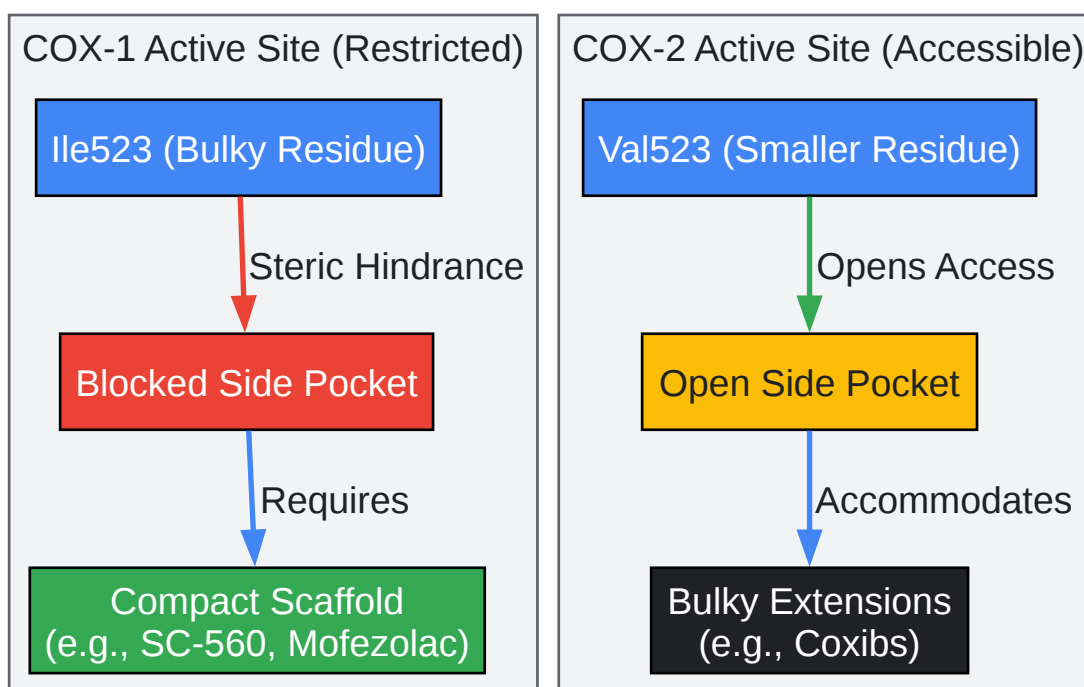 COX-1 Active Site (Restricted)
Ile523 (Bulky Residue)
Steric Hindrance
Blocked Side Pocket
Requires
Compact Scaffold
(e.g., SC-560, Mofezolac)
COX-2 Active Site (Accessible)
Val523 (Smaller Residue)
Opens Access
Open Side Pocket
Accommodates
Bulky Extensions
(e.g., Coxibs)